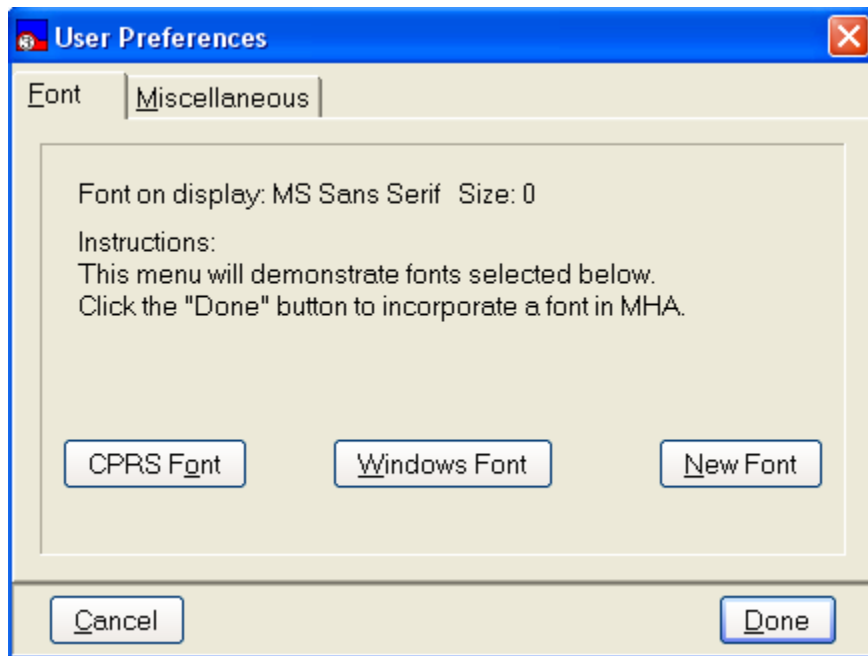 User Preferences
Font Miscellaneous
Font on display: MS Sans Serif Size: 0
Instructions:
This menu will demonstrate fonts selected below.
Click the "Done" button to incorporate a font in MHA.
CPRS Font Windows Font New Font
Cancel Done